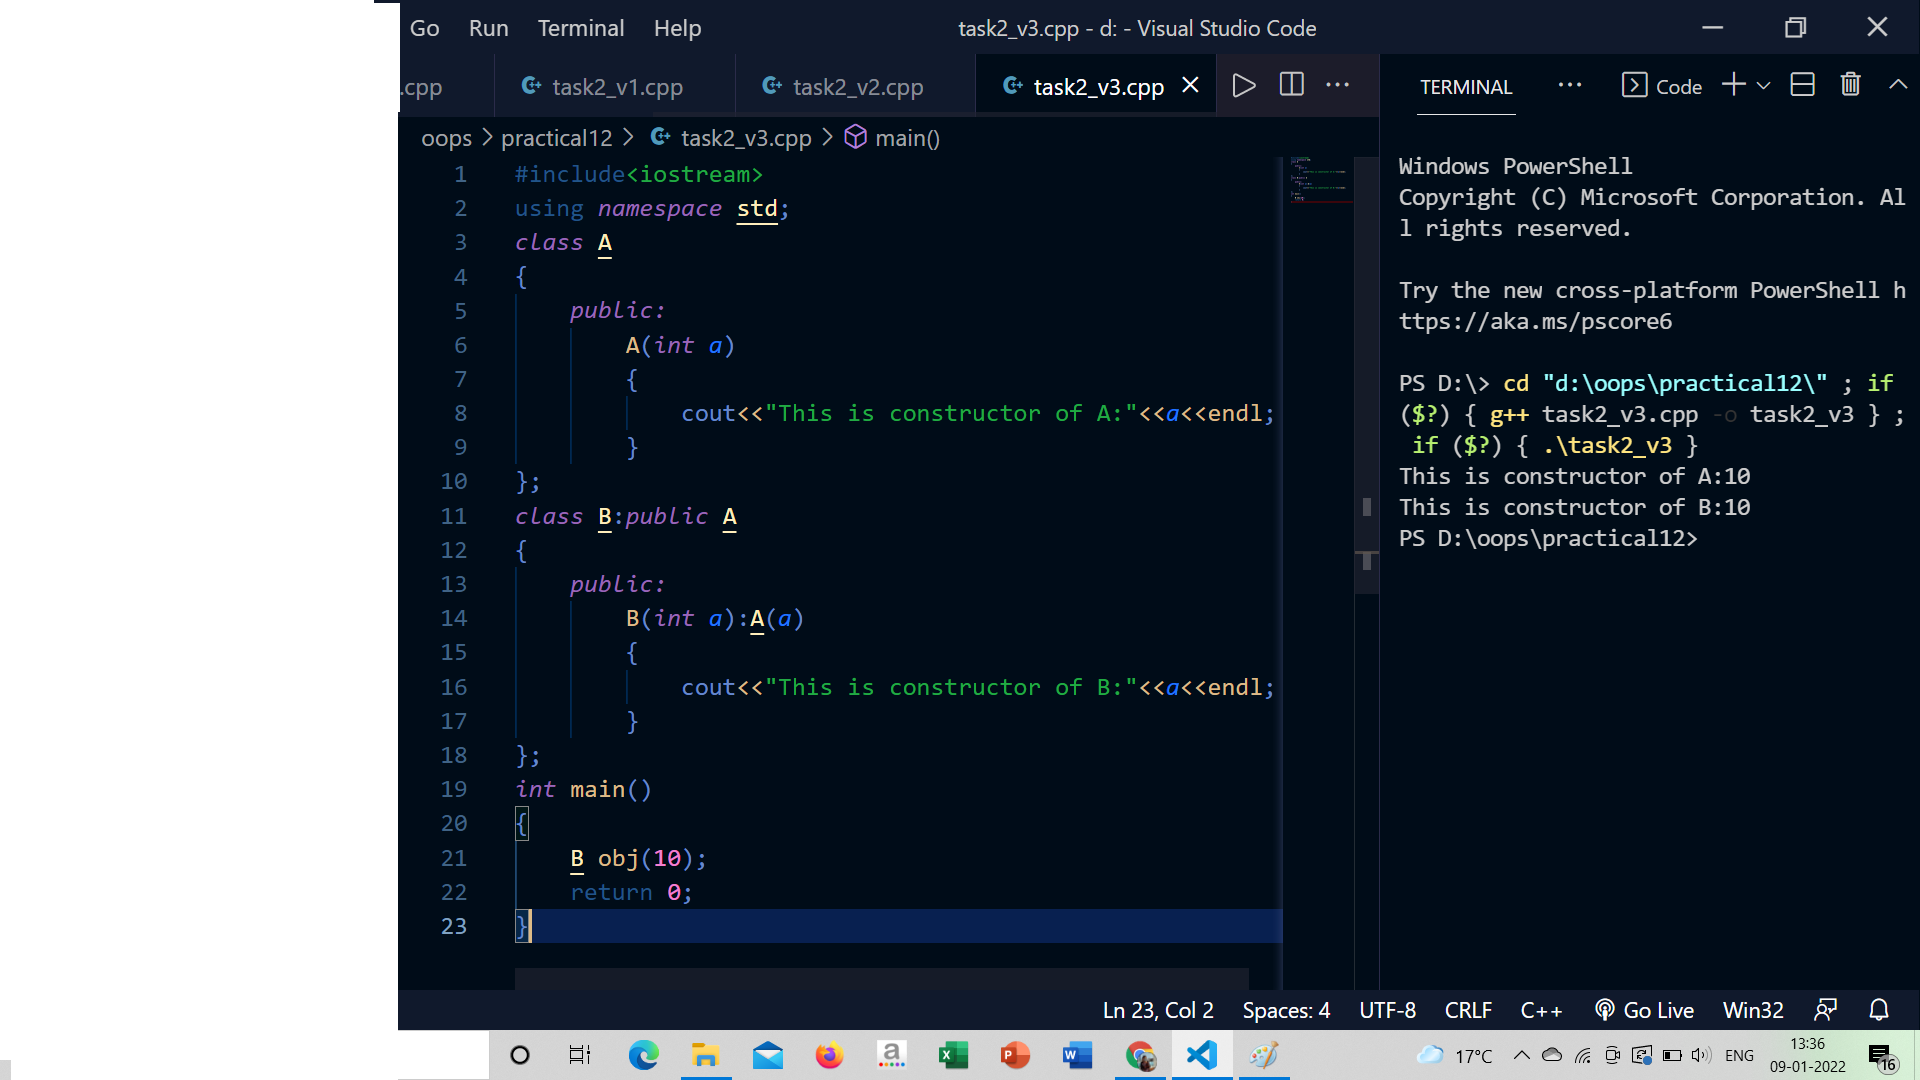 Go Run Terminal Help task2_v3.cpp - d: - Visual Studio Code
.cpp task2_v1.cpp task2_v2.cpp task2_v3.cpp
oops > practical12 > task2_v3.cpp > main()
1 #include<iostream>
2 using namespace std;
3 class A
4 {
5 public:
6 A(int a)
7 {
8 cout<<"This is constructor of A:"<<a<<endl;
9 }
10 };
11 class B:public A
12 {
13 public:
14 B(int a):A(a)
15 {
16 cout<<"This is constructor of B:"<<a<<endl;
17 }
18 };
19 int main()
20 {
21 B obj(10);
22 return 0;
23 }
TERMINAL ... Code
Windows PowerShell
Copyright (C) Microsoft Corporation. Al
l rights reserved.
Try the new cross-platform PowerShell h
ttps://aka.ms/pscore6
PS D:\> cd "d:\oops\practical12\" ; if
($?) { g++ task2_v3.cpp -o task2_v3 } ;
if ($?) { .\task2_v3 }
This is constructor of A:10
This is constructor of B:10
PS D:\oops\practical12>
Ln 23, Col 2 Spaces: 4 UTF-8 CRLF C++ Go Live Win32
17°C ENG 13:36
09-01-2022 16